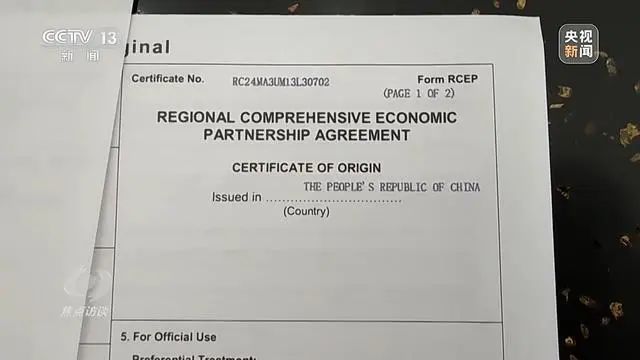 CCTV 13
新闻
央视
新闻
ginal
Certificate No. RC24MA3UM13L30702 Form RCEP
(PAGE 1 OF 2)
REGIONAL COMPREHENSIVE ECONOMIC
PARTNERSHIP AGREEMENT
CERTIFICATE OF ORIGIN
THE PEOPLE'S REPUBLIC OF CHINA
Issued in ................................
(Country)
焦点访谈
5. For Official Use
Preferential Treatment: